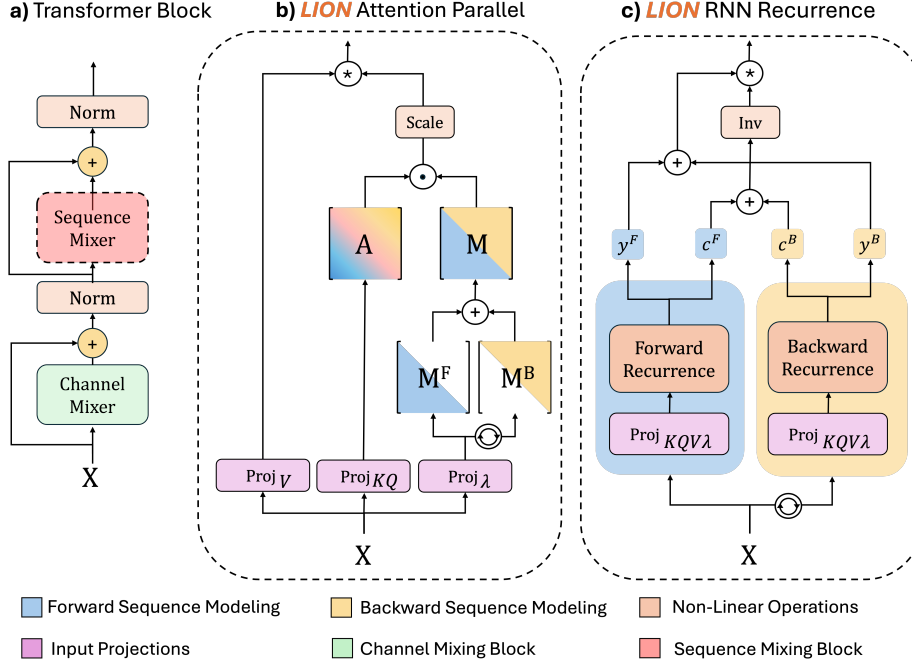 a) Transformer Block
b) LION Attention Parallel
c) LION RNN Recurrence
Norm
+
Sequence
Mixer
Norm
+
Channel
Mixer
X
*
Scale
•
A
M
+
M^F
M^B
Proj_V
Proj_KQ
Proj_λ
X
*
Inv
+
+
y^F
c^F
c^B
y^B
Forward
Recurrence
Backward
Recurrence
Proj_KQVλ
Proj_KQVλ
X
Forward Sequence Modeling
Backward Sequence Modeling
Non-Linear Operations
Input Projections
Channel Mixing Block
Sequence Mixing Block